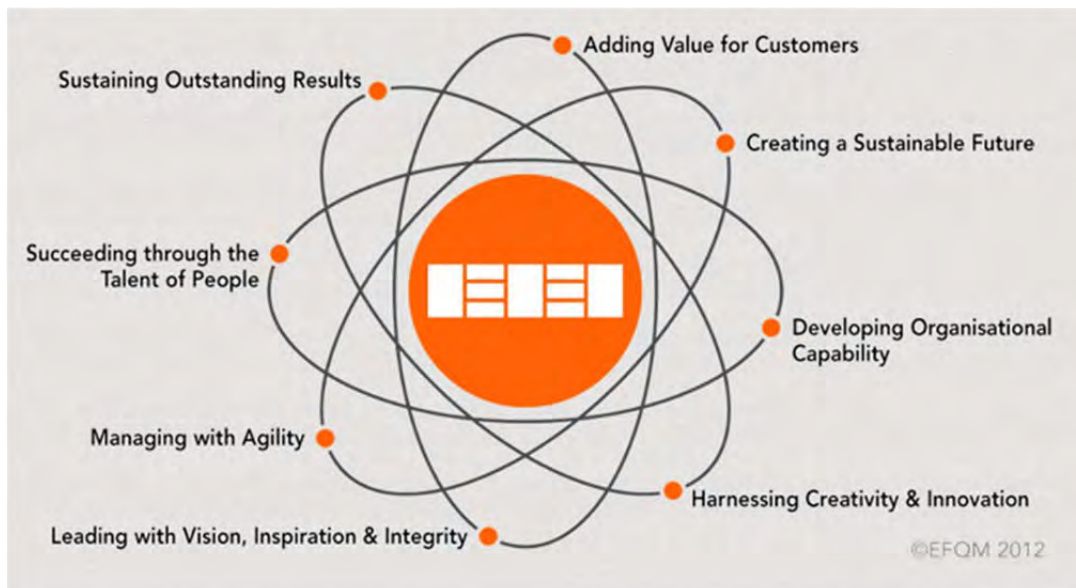 Adding Value for Customers
Sustaining Outstanding Results
Creating a Sustainable Future
Succeeding through the
Talent of People
Developing Organisational
Capability
Managing with Agility
Harnessing Creativity & Innovation
Leading with Vision, Inspiration & Integrity
©EFQM 2012